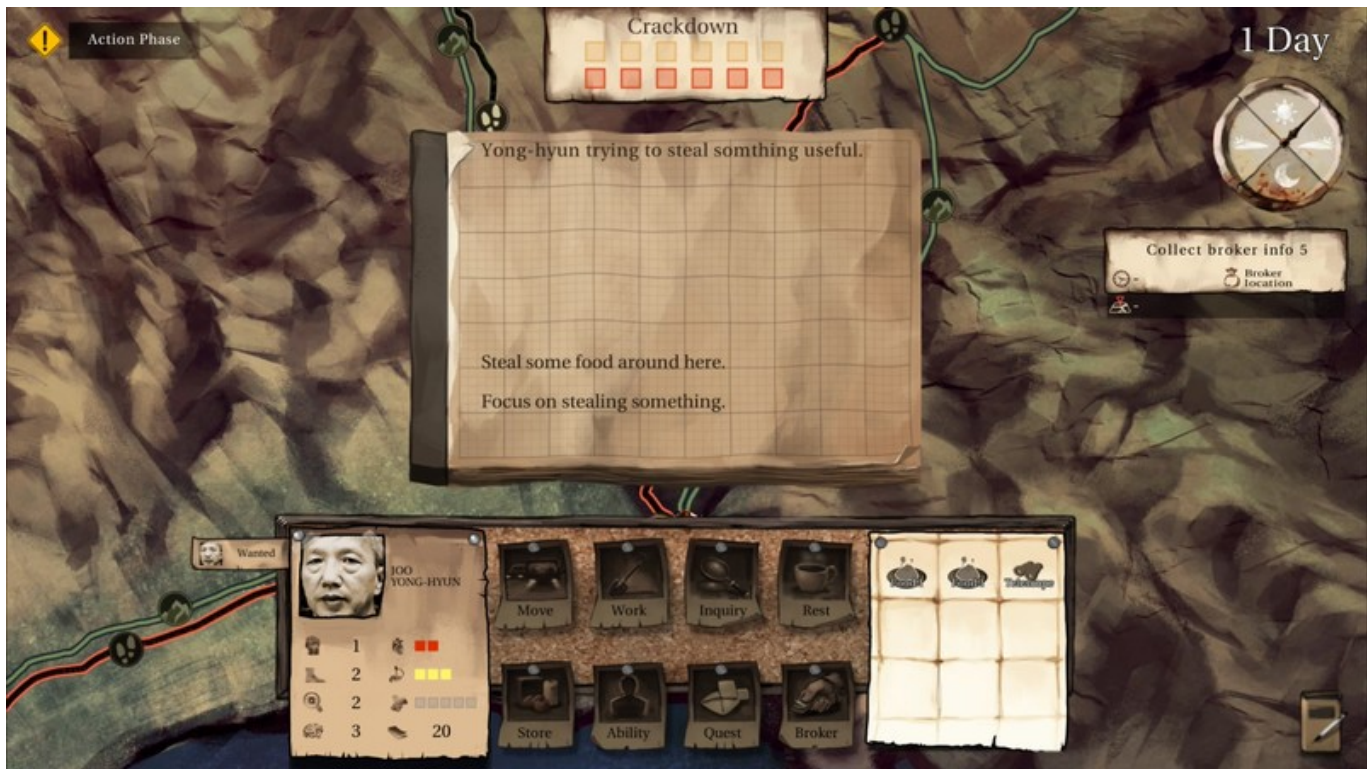 Action Phase
Crackdown
1 Day
Yong-hyun trying to steal somthing useful.
Collect broker info 5
-
Broker
location
-
Steal some food around here.
Focus on stealing something.
Wanted
JOO
YONG-HYUN
1
2
2
3
20
Move
Work
Inquiry
Rest
Store
Ability
Quest
Broker